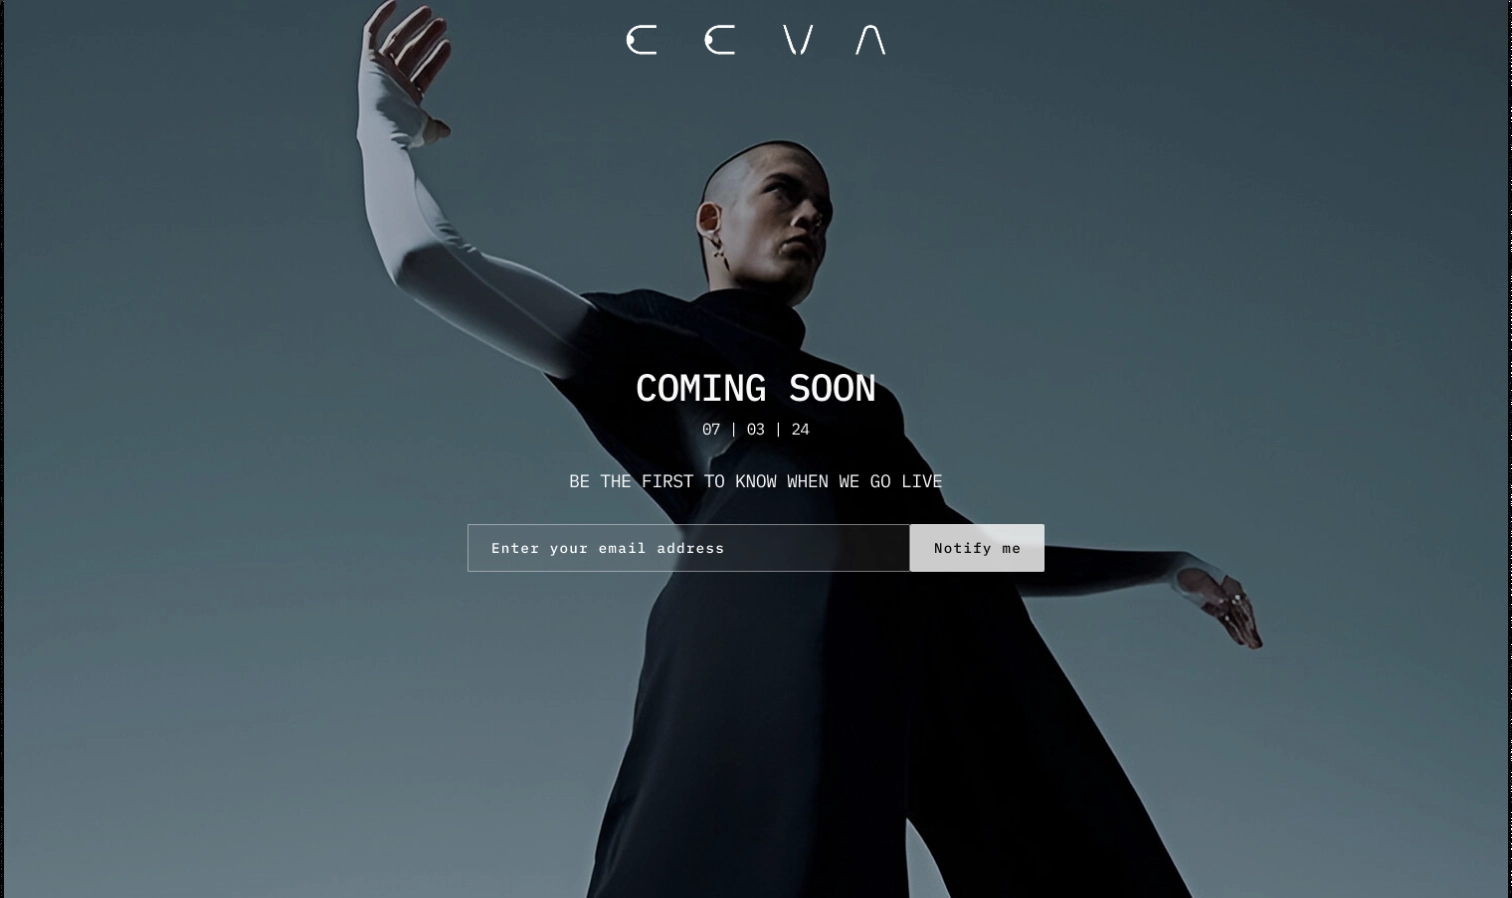 EEVA
COMING SOON
07 | 03 | 24
BE THE FIRST TO KNOW WHEN WE GO LIVE
Enter your email address
Notify me